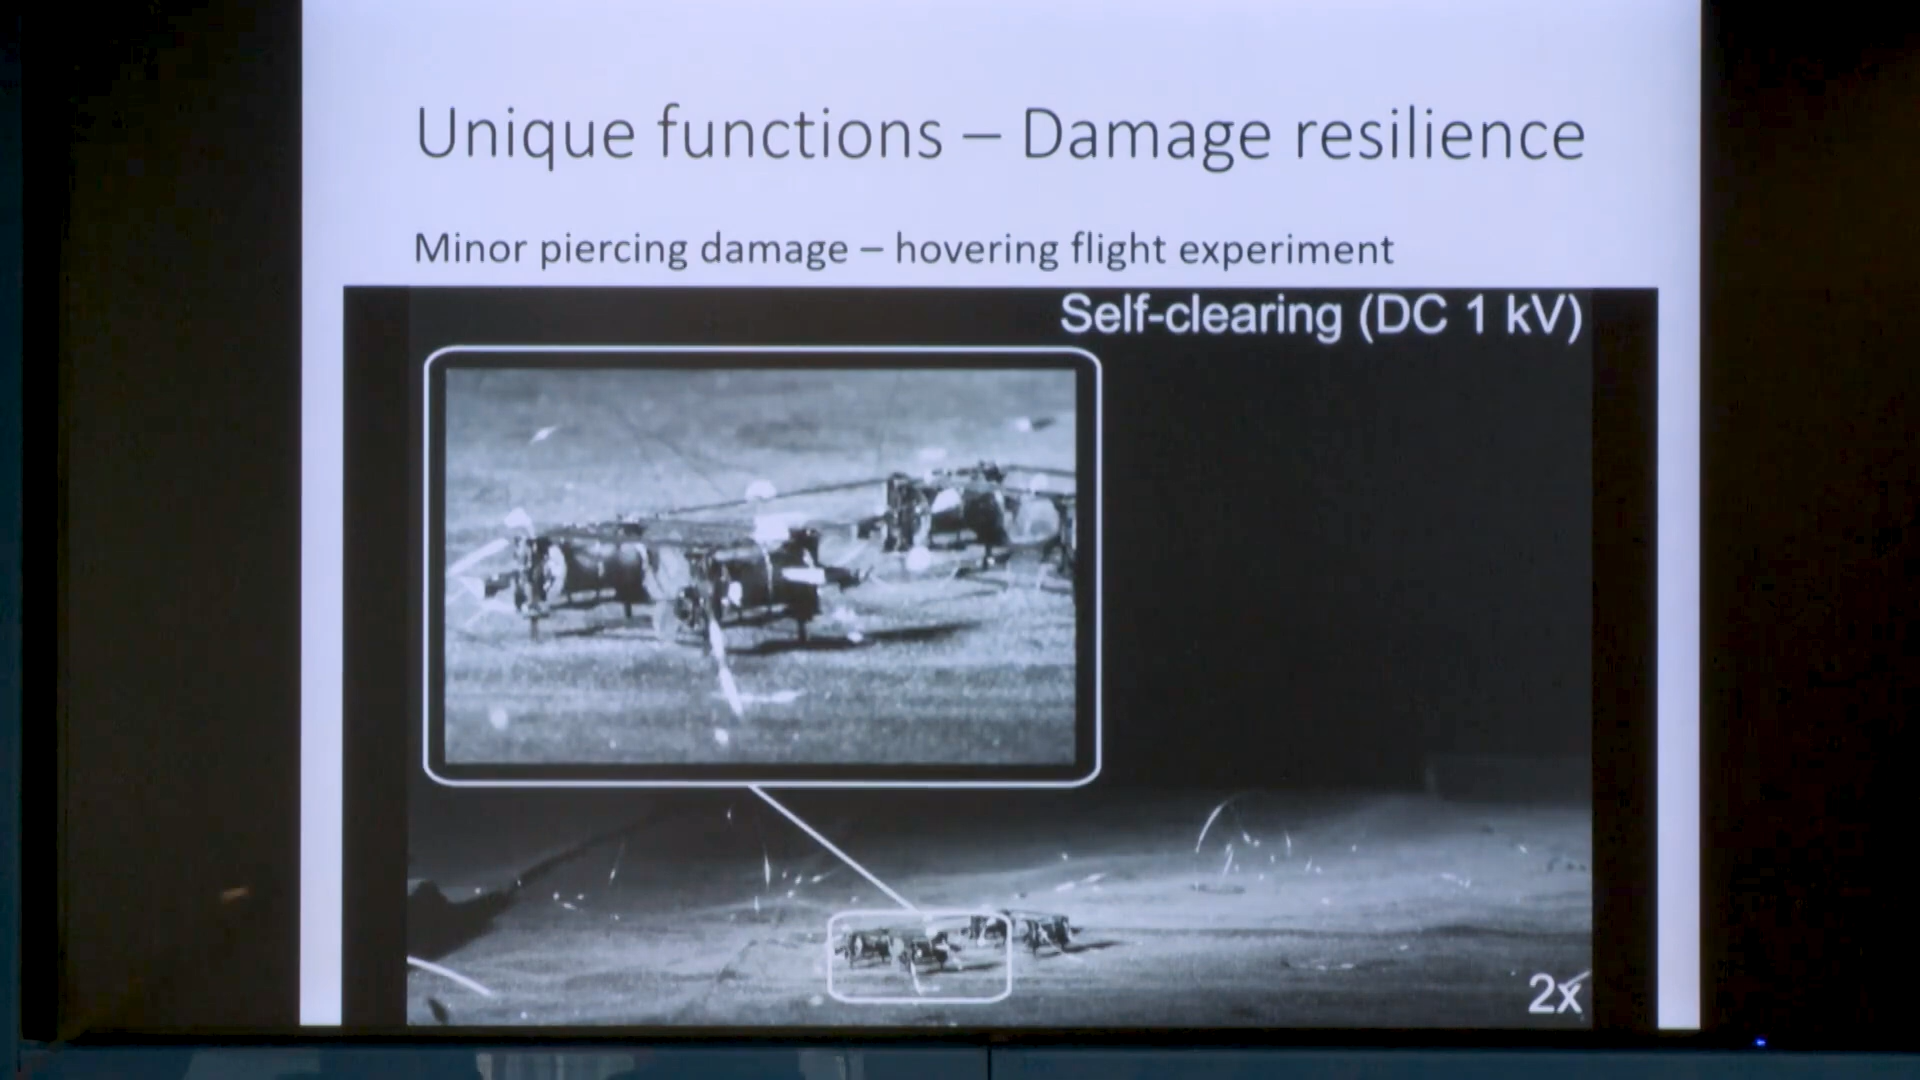 Unique functions – Damage resilience
Minor piercing damage – hovering flight experiment
Self-clearing (DC 1 kV)
2x